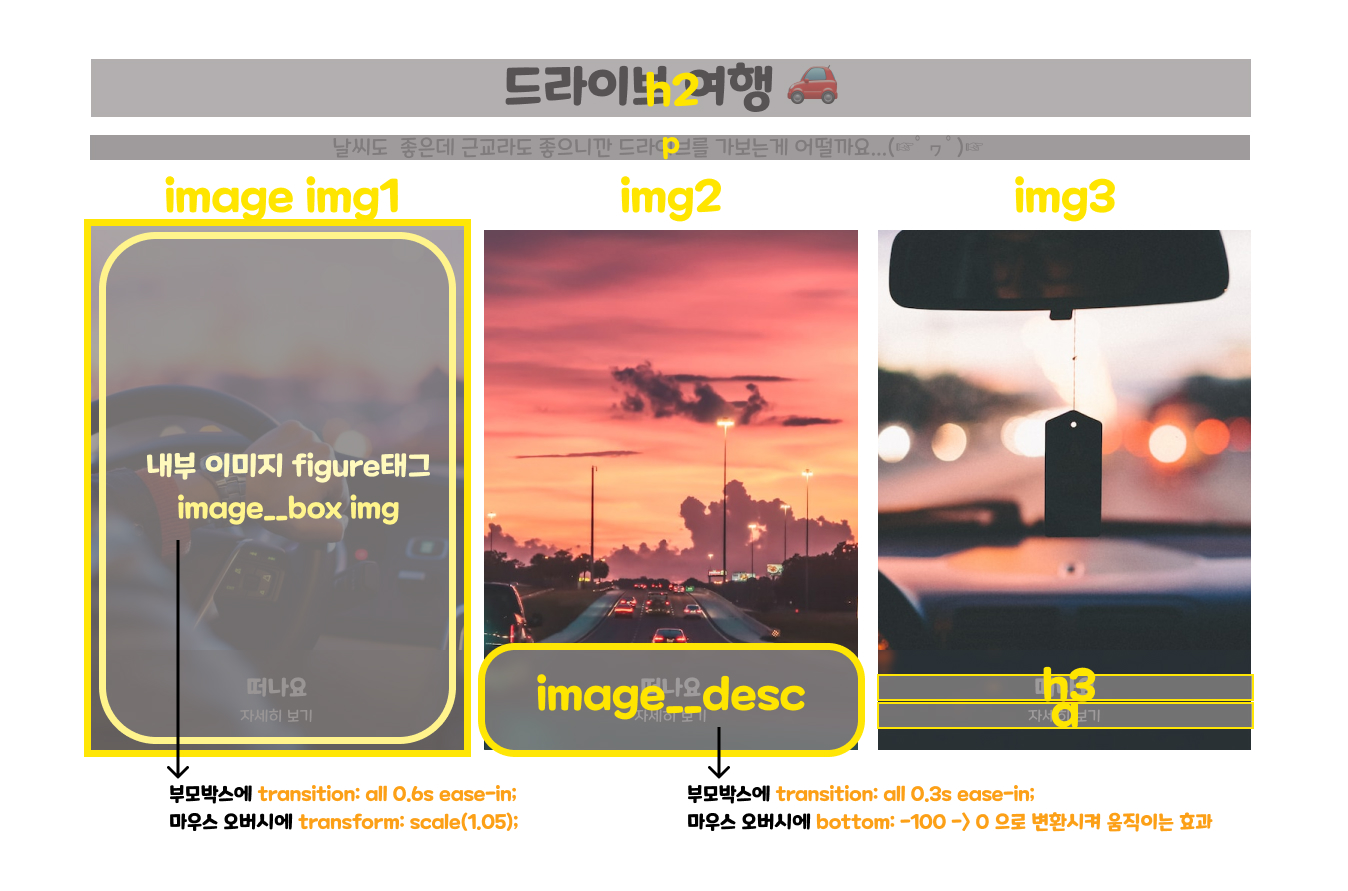 드라이브 여행 🚗
h2
날씨도 좋은데 근교라도 좋으니깐 드라이브를 가보는게 어떨까요...(☞ﾟヮﾟ)☞
p
image img1
img2
img3
내부 이미지 figure태그
image__box img
떠나요
자세히 보기
image__desc
떠나요
자세히 보기
h3
a
떠나요
자세히 보기
부모박스에 transition: all 0.6s ease-in;
마우스 오버시에 transform: scale(1.05);
부모박스에 transition: all 0.3s ease-in;
마우스 오버시에 bottom: -100 -> 0 으로 변환시켜 움직이는 효과